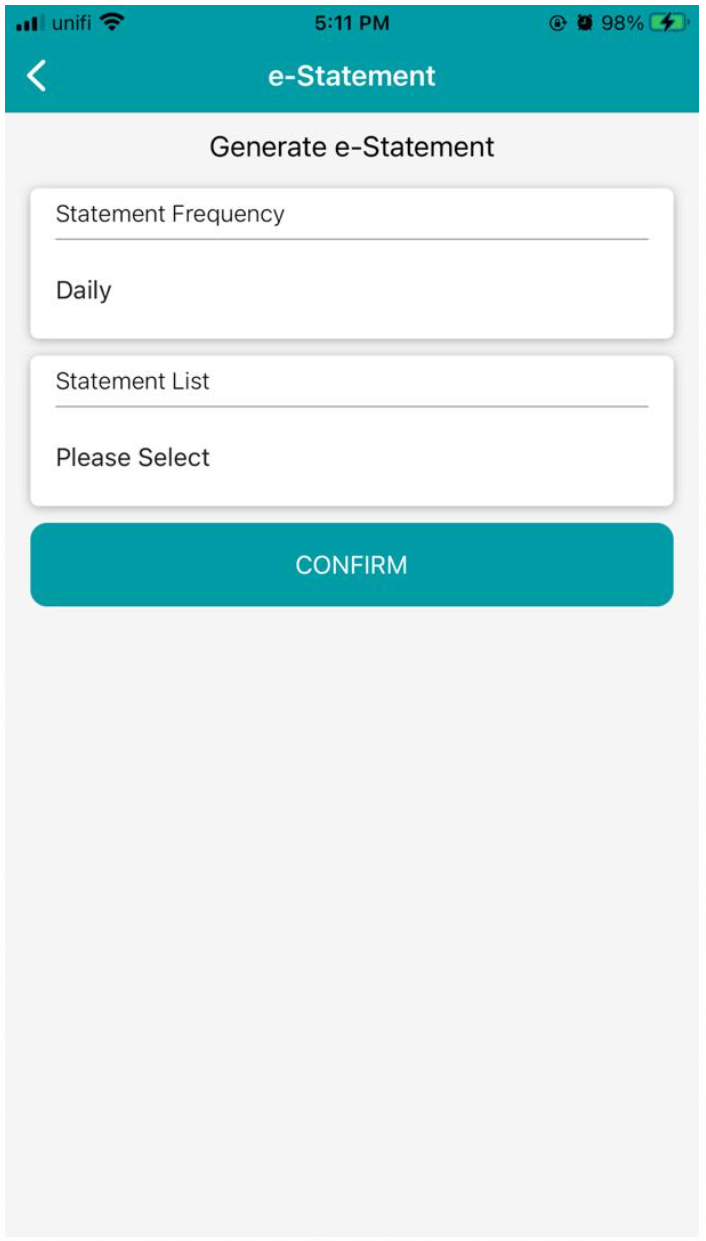 unifi 5:11 PM 98%
e-Statement
Generate e-Statement
Statement Frequency
Daily
Statement List
Please Select
CONFIRM